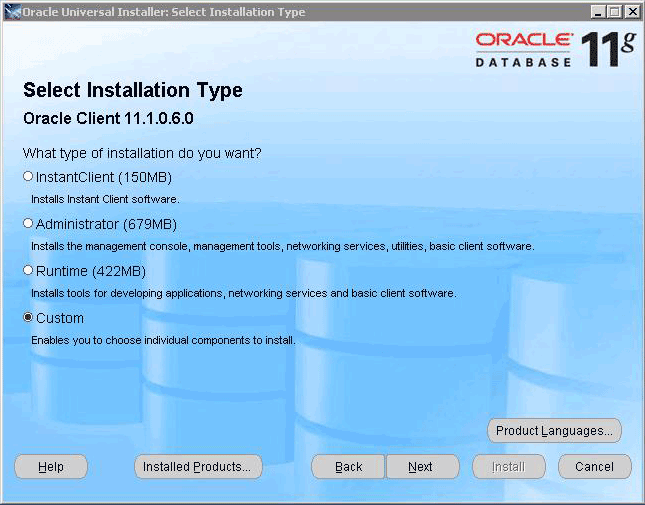 Oracle Universal Installer: Select Installation Type
ORACLE
DATABASE 11g
Select Installation Type
Oracle Client 11.1.0.6.0
What type of installation do you want?
InstantClient (150MB)
Installs Instant Client software.
Administrator (679MB)
Installs the management console, management tools, networking services, utilities, basic client software.
Runtime (422MB)
Installs tools for developing applications, networking services and basic client software.
Custom
Enables you to choose individual components to install.
Product Languages...
Help Installed Products... Back Next Install Cancel